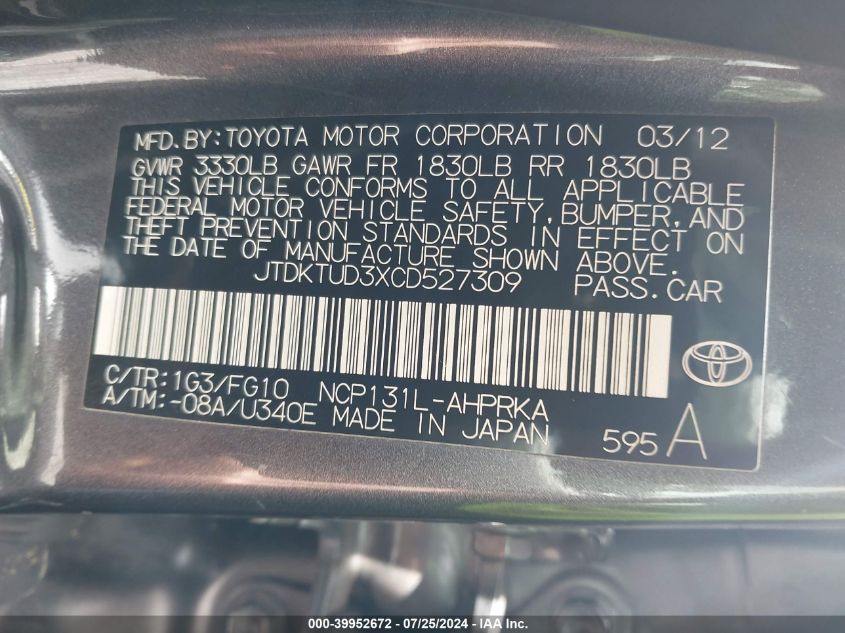 MFD.BY:TOYOTA MOTOR CORPORATION 03/12
GVWR 3330LB GAWR FR 1830LB RR 1830LB
THIS VEHICLE CONFORMS TO ALL APPLICABLE
FEDERAL MOTOR VEHICLE SAFETY,BUMPER,AND
THEFT PREVENTION STANDARDS IN EFFECT ON
THE DATE OF MANUFACTURE SHOWN ABOVE.
JTDKTUD3XCD527309 PASS.CAR
C/TR:1G3/FG10 NCP131L-AHPRKA
A/TM:-08A/U340E MADE IN JAPAN
595 A
000-39952672 - 07/25/2024 - IAA Inc.